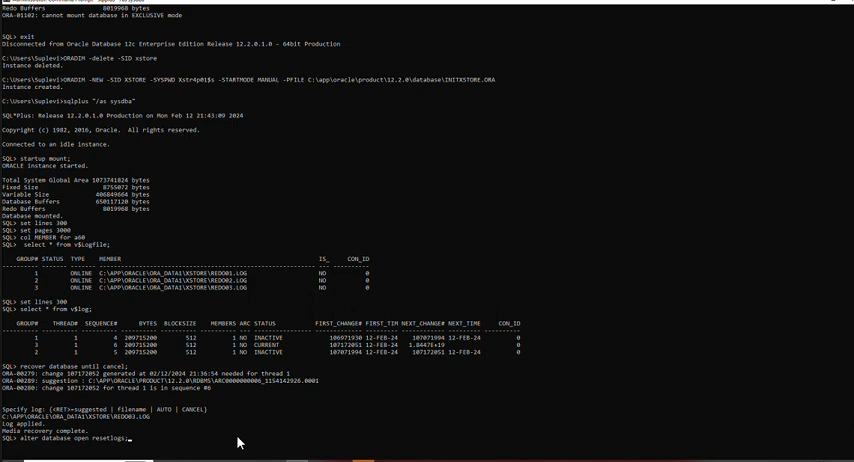 Redo Buffers 8019968 bytes
ORA-01102: cannot mount database in EXCLUSIVE mode
SQL> exit
Disconnected from Oracle Database 12c Enterprise Edition Release 12.2.0.1.0 - 64bit Production
C:\Users\Suplevi>ORADIM -delete -SID xstore
Instance deleted.
C:\Users\Suplevi>ORADIM -NEW -SID XSTORE -SYSPWD Xstr4p01$s -STARTMODE MANUAL -PFILE C:\app\oracle\product\12.2.0\database\INITXSTORE.ORA
Instance created.
C:\Users\Suplevi>sqlplus "/as sysdba"
SQL*Plus: Release 12.2.0.1.0 Production on Mon Feb 12 21:43:09 2024
Copyright (c) 1982, 2016, Oracle. All rights reserved.
Connected to an idle instance.
SQL> startup mount;
ORACLE instance started.
Total System Global Area 1073741824 bytes
Fixed Size 8755072 bytes
Variable Size 406849664 bytes
Database Buffers 650117120 bytes
Redo Buffers 8019968 bytes
Database mounted.
SQL> set lines 300
SQL> set pages 3000
SQL> col MEMBER for a60
SQL> select * from v$Logfile;
GROUP# STATUS TYPE MEMBER IS_ CON_ID
---------- ------- ------- ------------------------------------------------------------ --- ----------
1 ONLINE C:\APP\ORACLE\ORA_DATA1\XSTORE\REDO01.LOG NO 0
2 ONLINE C:\APP\ORACLE\ORA_DATA1\XSTORE\REDO02.LOG NO 0
3 ONLINE C:\APP\ORACLE\ORA_DATA1\XSTORE\REDO03.LOG NO 0
SQL> set lines 300
SQL> select * from v$log;
GROUP# THREAD# SEQUENCE# BYTES BLOCKSIZE MEMBERS ARC STATUS FIRST_CHANGE# FIRST_TIM NEXT_CHANGE# NEXT_TIME CON_ID
---------- ---------- ---------- ---------- ---------- ---------- --- ---------------- ------------- --------- ------------ --------- ----------
1 1 4 209715200 512 1 NO INACTIVE 106971930 12-FEB-24 107071994 12-FEB-24 0
3 1 6 209715200 512 1 NO CURRENT 107172051 12-FEB-24 1.8447E+19 0
2 1 5 209715200 512 1 NO INACTIVE 107071994 12-FEB-24 107172051 12-FEB-24 0
SQL> recover database until cancel;
ORA-00279: change 107172052 generated at 02/12/2024 21:36:54 needed for thread 1
ORA-00289: suggestion : C:\APP\ORACLE\PRODUCT\12.2.0\RDBMS\ARC0000000006_1154142926.0001
ORA-00280: change 107172052 for thread 1 is in sequence #6
Specify log: {<RET>=suggested | filename | AUTO | CANCEL}
C:\APP\ORACLE\ORA_DATA1\XSTORE\REDO03.LOG
Log applied.
Media recovery complete.
SQL> alter database open resetlogs;_